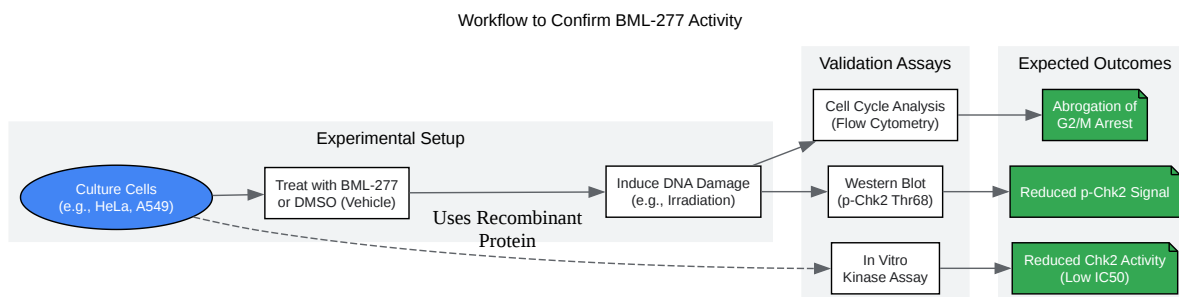 Workflow to Confirm BML-277 Activity
Experimental Setup
Culture Cells
(e.g., HeLa, A549)
Treat with BML-277
or DMSO (Vehicle)
Uses Recombinant
Protein
Induce DNA Damage
(e.g., Irradiation)
Validation Assays
Cell Cycle Analysis
(Flow Cytometry)
Western Blot
(p-Chk2 Thr68)
In Vitro
Kinase Assay
Expected Outcomes
Abrogation of
G2/M Arrest
Reduced p-Chk2 Signal
Reduced Chk2 Activity
(Low IC50)